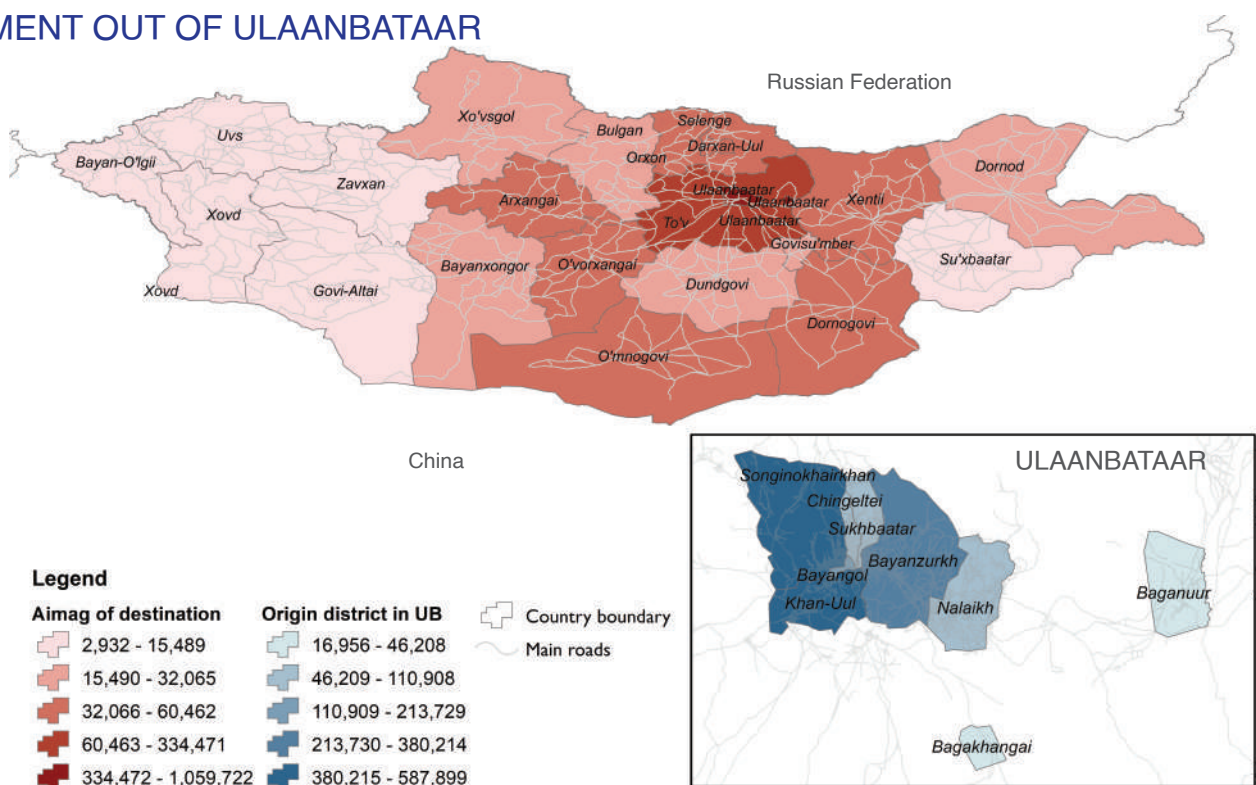 MENT OUT OF ULAANBATAAR
Russian Federation
Xo'vsgol
Bulgan
Selenge
Uvs
Bayan-O'lgii
Orxon
Darxan-Uul
Dornod
Zavxan
Ulaanbaatar
Arxangai
Ulaanbaatar
Xentii
Xovd
To'v
Ulaanbaatar
Govisu'mber
Bayanxongor
O'vorxangai
Su'xbaatar
Xovd
Govi-Altai
Dundgovi
Dornogovi
O'mnogovi
China
ULAANBATAAR
Songinokhairkhan
Chingeltei
Sukhbaatar
Bayanzurkh
Bayangol
Khan-Uul
Nalaikh
Baganuur
Bagakhangai
Legend
Aimag of destination
2,932 - 15,489
15,490 - 32,065
32,066 - 60,462
60,463 - 334,471
334,472 - 1,059,722
Origin district in UB
16,956 - 46,208
46,209 - 110,908
110,909 - 213,729
213,730 - 380,214
380,215 - 587,899
Country boundary
Main roads